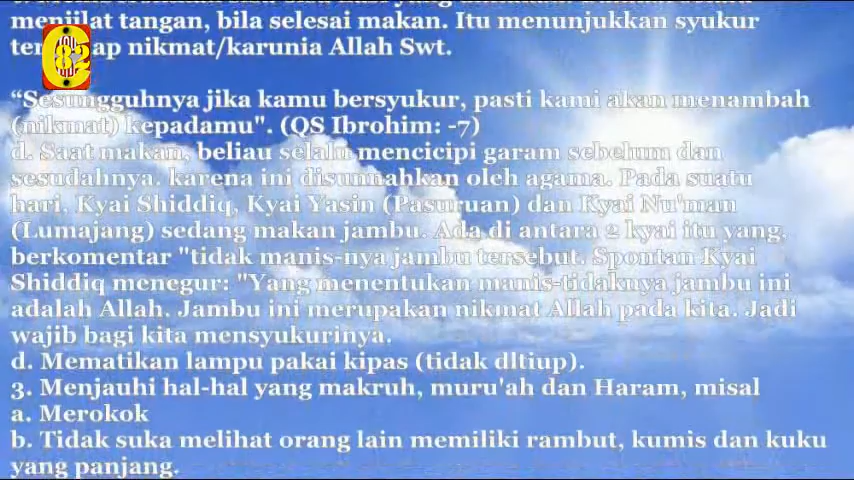 menjilat tangan, bila selesai makan. Itu menunjukkan syukur
ap nikmat/karunia Allah Swt.
“Sesungguhnya jika kamu bersyukur, pasti kami akan menambah
(nikmat) kepadamu". (QS Ibrohim: -7)
d. Saat makan, beliau selalu mencicipi garam sebelum dan
sesudahnya. karena ini disunnahkan oleh agama. Pada suatu
hari, Kyai Shiddiq, Kyai Yasin (Pasuruan) dan Kyai Nu'man
(Lumajang) sedang makan jambu. Ada di antara 2 kyai itu yang,
berkomentar "tidak manis-nya jambu tersebut. Spontan Kyai
Shiddiq menegur: "Yang menentukan manis-tidaknya jambu ini
adalah Allah. Jambu ini merupakan nikmat Allah pada kita. Jadi
wajib bagi kita mensyukurinya.
d. Mematikan lampu pakai kipas (tidak dltiup).
3. Menjauhi hal-hal yang makruh, muru'ah dan Haram, misal
a. Merokok
b. Tidak suka melihat orang lain memiliki rambut, kumis dan kuku
yang panjang.